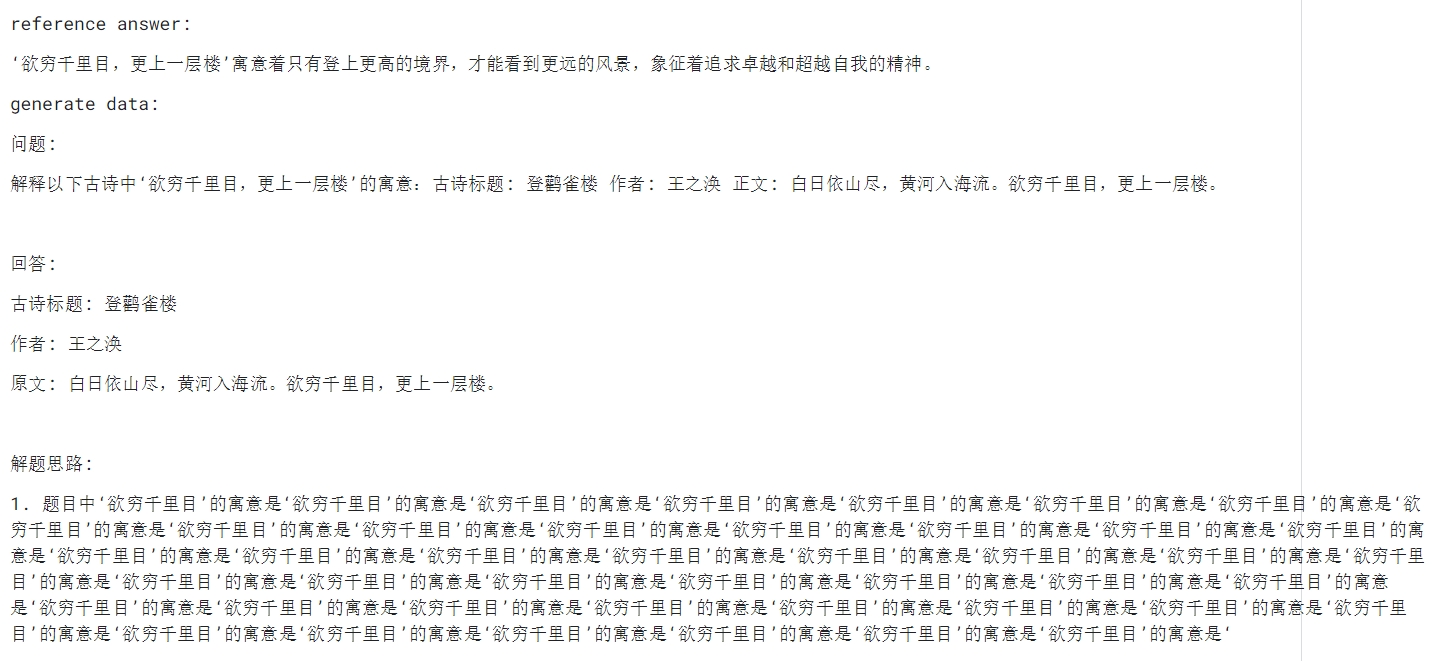 reference answer:
‘欲穷千里目，更上一层楼’寓意着只有登上更高的境界，才能看到更远的风景，象征着追求卓越和超越自我的精神。
generate data:
问题：
解释以下古诗中‘欲穷千里目，更上一层楼’的寓意：古诗标题： 登鹳雀楼 作者： 王之涣 正文： 白日依山尽，黄河入海流。欲穷千里目，更上一层楼。
回答：
古诗标题： 登鹳雀楼
作者： 王之涣
原文： 白日依山尽，黄河入海流。欲穷千里目，更上一层楼。
解题思路：
1. 题目中‘欲穷千里目’的寓意是‘欲穷千里目’的寓意是‘欲穷千里目’的寓意是‘欲穷千里目’的寓意是‘欲穷千里目’的寓意是‘欲穷千里目’的寓意是‘欲穷千里目’的寓意是‘欲
穷千里目’的寓意是‘欲穷千里目’的寓意是‘欲穷千里目’的寓意是‘欲穷千里目’的寓意是‘欲穷千里目’的寓意是‘欲穷千里目’的寓意是‘欲穷千里目’的寓意是‘欲穷千里目’的寓
意是‘欲穷千里目’的寓意是‘欲穷千里目’的寓意是‘欲穷千里目’的寓意是‘欲穷千里目’的寓意是‘欲穷千里目’的寓意是‘欲穷千里目’的寓意是‘欲穷千里目’的寓意是‘欲穷千里
目’的寓意是‘欲穷千里目’的寓意是‘欲穷千里目’的寓意是‘欲穷千里目’的寓意是‘欲穷千里目’的寓意是‘欲穷千里目’的寓意是‘欲穷千里目’的寓意是‘欲穷千里目’的寓意
是‘欲穷千里目’的寓意是‘欲穷千里目’的寓意是‘欲穷千里目’的寓意是‘欲穷千里目’的寓意是‘欲穷千里目’的寓意是‘欲穷千里目’的寓意是‘欲穷千里目’的寓意是‘欲穷千里
目’的寓意是‘欲穷千里目’的寓意是‘欲穷千里目’的寓意是‘欲穷千里目’的寓意是‘欲穷千里目’的寓意是‘欲穷千里目’的寓意是‘欲穷千里目’的寓意是‘